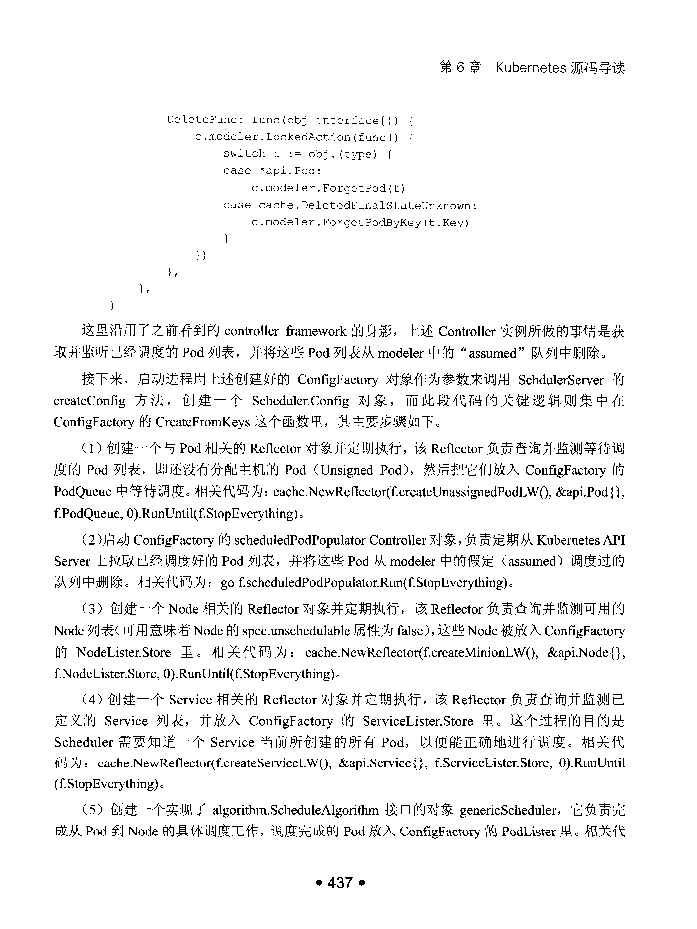 第 6 章　Kubernetes 源码导读
DeleteFunc: func(obj interface{}) {
c.modeler.LockedAction(func() {
switch t := obj.(type) {
case *api.Pod:
c.modeler.ForgetPod(t)
case cache.DeletedFinalStateUnknown:
c.modeler.ForgetPodByKey(t.Key)
}
})
},
},
)
这里沿用了之前看到的 controller framework 的身影，上述 Controller 实例所做的事情是获
取并监听已经调度的 Pod 列表，并将这些 Pod 列表从 modeler 中的“assumed”队列中删除。
接下来，启动进程用上述创建好的 ConfigFactory 对象作为参数来调用 SchdulerServer 的
createConfig 方法，创建一个 Scheduler.Config 对象，而此段代码的关键逻辑则集中在
ConfigFactory 的 CreateFromKeys 这个函数里，其主要步骤如下。
（1）创建一个与 Pod 相关的 Reflector 对象并定期执行，该 Reflector 负责查询并监测等待调
度的 Pod 列表，即还没有分配主机的 Pod（Unsigned Pod），然后把它们放入 ConfigFactory 的
PodQueue 中等待调度。相关代码为：cache.NewReflector(f.createUnassignedPodLW(), &api.Pod{},
f.PodQueue, 0).RunUntil(f.StopEverything)。
（2）启动 ConfigFactory 的 scheduledPodPopulator Controller 对象，负责定期从 Kubernetes API
Server 上拉取已经调度好的 Pod 列表，并将这些 Pod 从 modeler 中的假定（assumed）调度过的
队列中删除。相关代码为：go f.scheduledPodPopulator.Run(f.StopEverything)。
（3）创建一个 Node 相关的 Reflector 对象并定期执行，该 Reflector 负责查询并监测可用的
Node 列表（可用意味着 Node 的 spec.unschedulable 属性为 false），这些 Node 被放入 ConfigFactory
的 NodeLister.Store 里。相关代码为：cache.NewReflector(f.createMinionLW(), &api.Node{},
f.NodeLister.Store, 0).RunUntil(f.StopEverything)。
（4）创建一个 Service 相关的 Reflector 对象并定期执行，该 Reflector 负责查询并监测已
定义的 Service 列表，并放入 ConfigFactory 的 ServiceLister.Store 里。这个过程的目的是
Scheduler 需要知道一个 Service 当前所创建的所有 Pod，以便能正确地进行调度。相关代
码为：cache.NewReflector(f.createServiceLW(), &api.Service{}, f.ServiceLister.Store, 0).RunUntil
(f.StopEverything)。
（5）创建一个实现了 algorithm.ScheduleAlgorithm 接口的对象 genericScheduler，它负责完
成从 Pod 到 Node 的具体调度工作，调度完成的 Pod 放入 ConfigFactory 的 PodLister 里。相关代
• 437 •